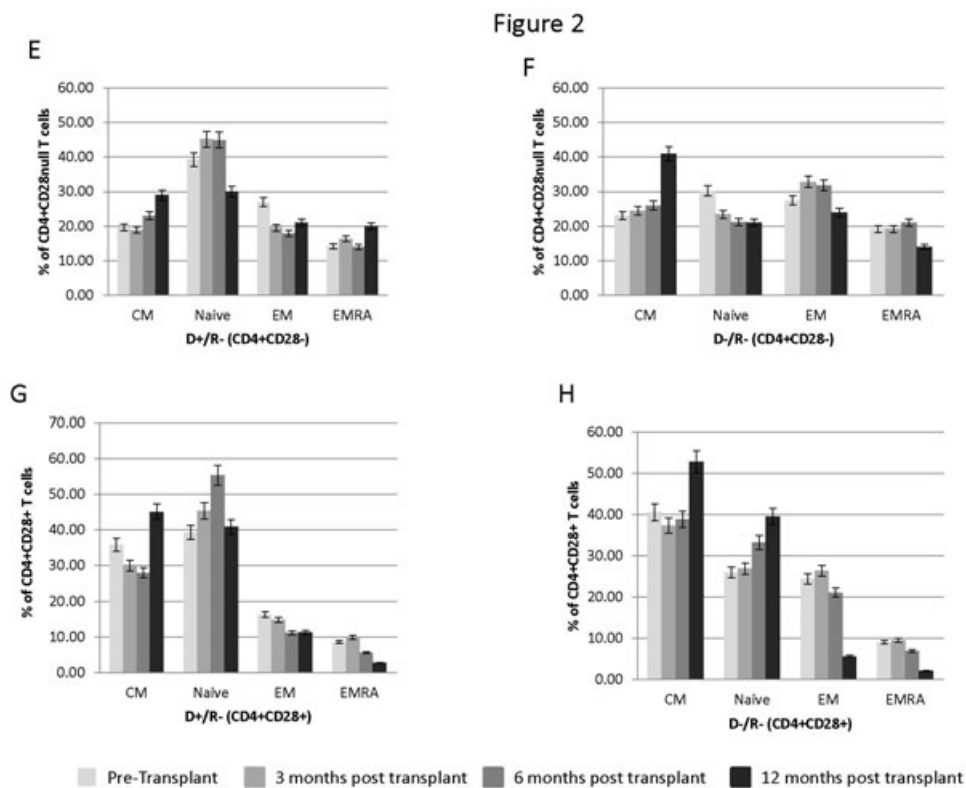 Figure 2
E
60.00
50.00
40.00
30.00
20.00
10.00
0.00
% of CD4+CD28null T cells
CM Naïve EM EMRA
D+/R- (CD4+CD28-)
F
60.00
50.00
40.00
30.00
20.00
10.00
0.00
% of CD4+CD28null T cells
CM Naïve EM EMRA
D-/R- (CD4+CD28-)
G
70.00
60.00
50.00
40.00
30.00
20.00
10.00
0.00
% of CD4+CD28+ T cells
CM Naive EM EMRA
D+/R- (CD4+CD28+)
H
60.00
50.00
40.00
30.00
20.00
10.00
0.00
% of CD4+CD28+ T cells
CM Naive EM EMRA
D-/R- (CD4+CD28+)
Pre-Transplant 3 months post transplant 6 months post transplant 12 months post transplant